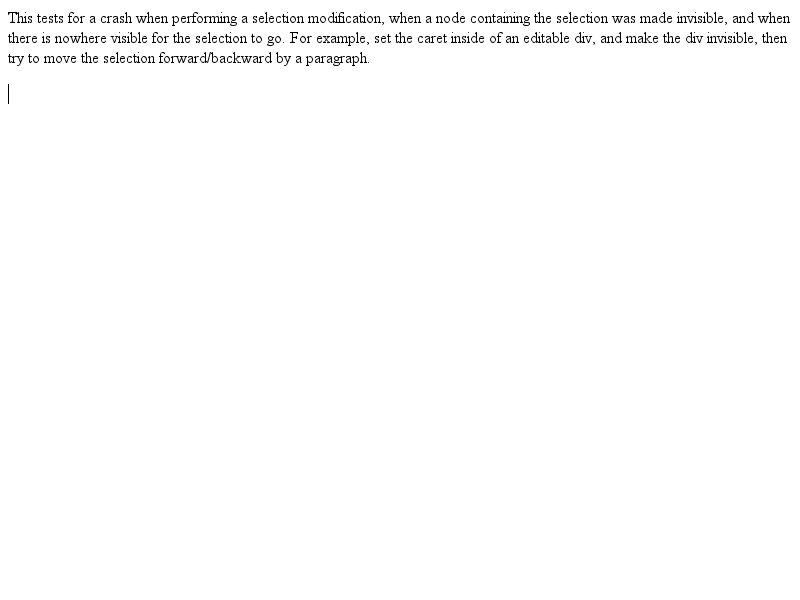 This tests for a crash when performing a selection modification, when a node containing the selection was made invisible, and when
there is nowhere visible for the selection to go. For example, set the caret inside of an editable div, and make the div invisible, then
try to move the selection forward/backward by a paragraph.